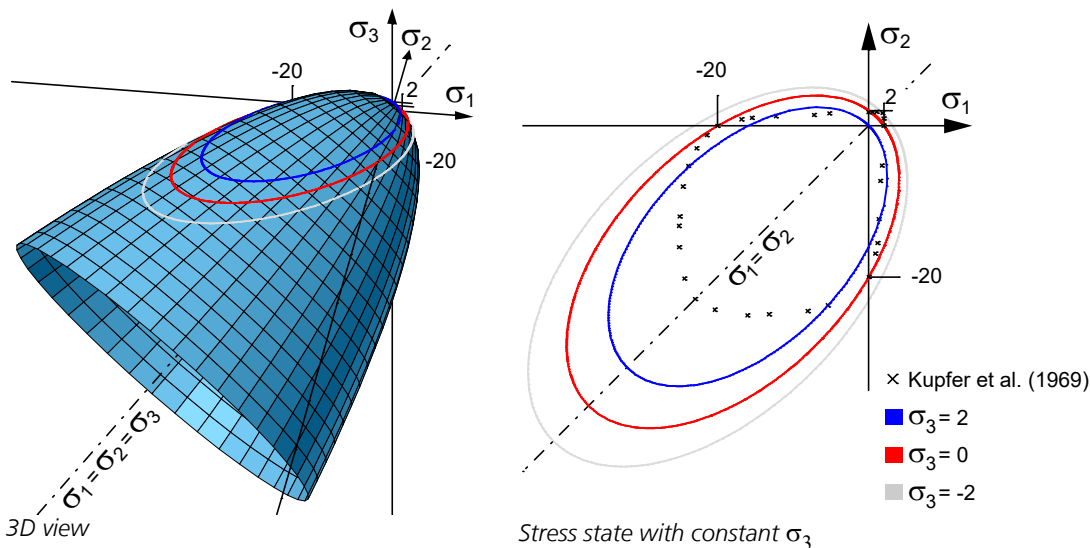 σ3
σ2
-20
2
σ1
-20
σ1 = σ2 = σ3
3D view
σ2
-20
2
σ1
σ1 = σ2
-20
× Kupfer et al. (1969)
σ3 = 2
σ3 = 0
σ3 = -2
Stress state with constant σ3